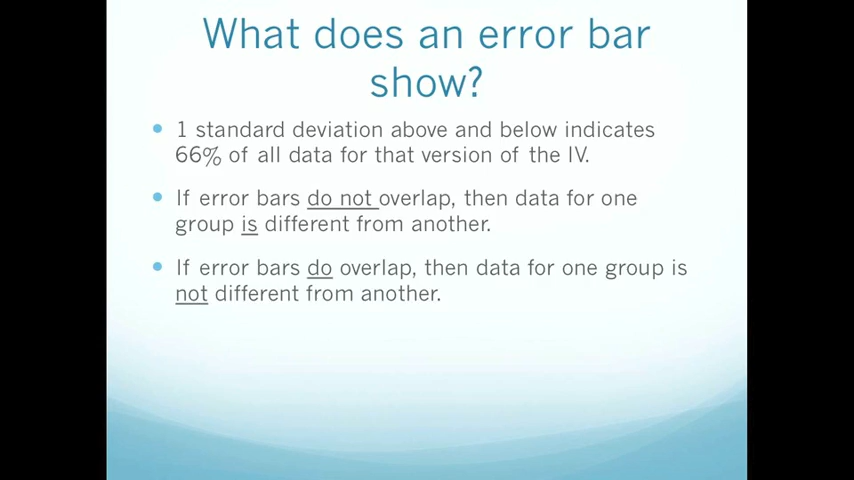 What does an error bar
show?
• 1 standard deviation above and below indicates
66% of all data for that version of the IV.
• If error bars do not overlap, then data for one
group is different from another.
• If error bars do overlap, then data for one group is
not different from another.